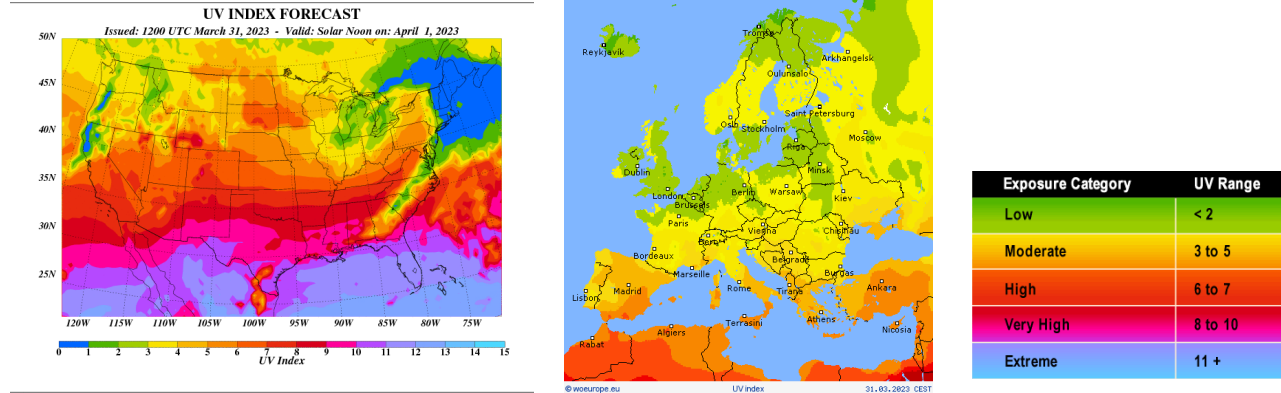 UV INDEX FORECAST
Issued: 1200 UTC March 31, 2023 - Valid: Solar Noon on: April 1, 2023
50N
45N
40N
35N
30N
25N
120W 115W 110W 105W 100W 95W 90W 85W 80W 75W
0 1 2 3 4 5 6 7 8 9 10 11 12 13 14 15
UV Index
Tromsø
Reykjavík
Arkhangelsk
Oulunsalo
Saint Petersburg
Oslo
Stockholm
Moscow
Riga
Dublin
Minsk
London
Berlin
Warsaw
Brussels
Kiev
Paris
Vienna
Chisinau
Bern
Bordeaux
Belgrade
Marseille
Burgas
Madrid
Rome
Tirana
Ankara
Lisbon
Terrasini
Athens
Algiers
Nicosia
Rabat
© woeurope.eu UV index 31.03.2023 CEST
Exposure Category UV Range
Low < 2
Moderate 3 to 5
High 6 to 7
Very High 8 to 10
Extreme 11 +